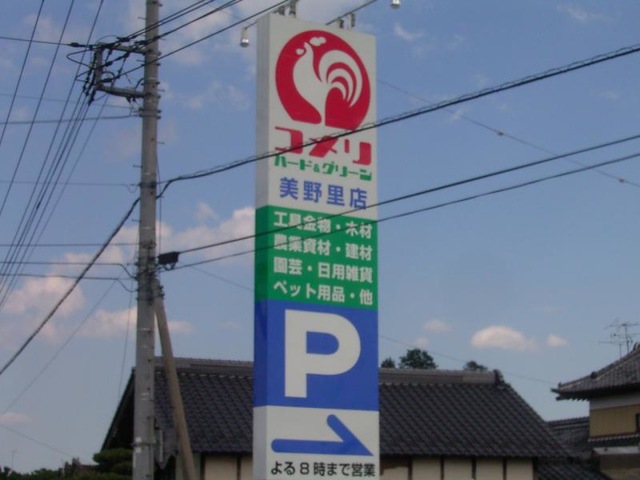 コメリ
ハード&グリーン
美野里店
工具金物・木材
農業資材・建材
園芸・日用雑貨
ペット用品・他
P
よる8時まで営業